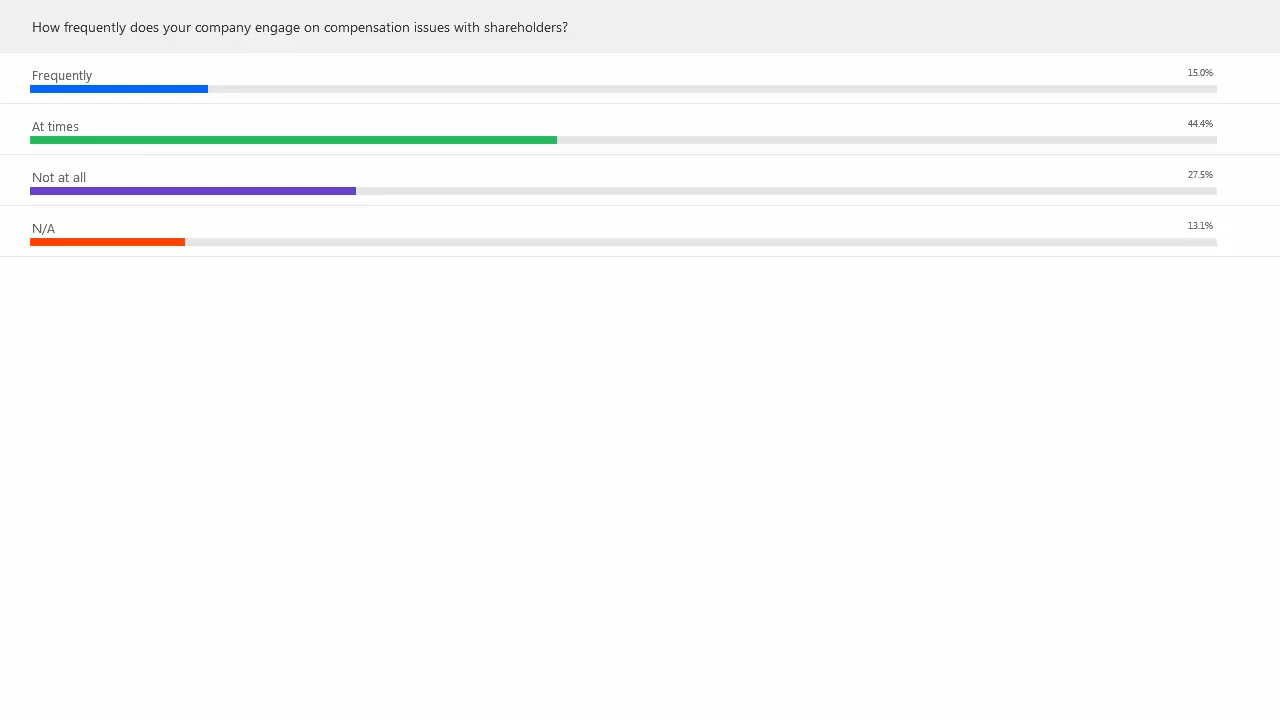 How frequently does your company engage on compensation issues with shareholders?
Frequently 15.0%
At times 44.4%
Not at all 27.5%
N/A 13.1%